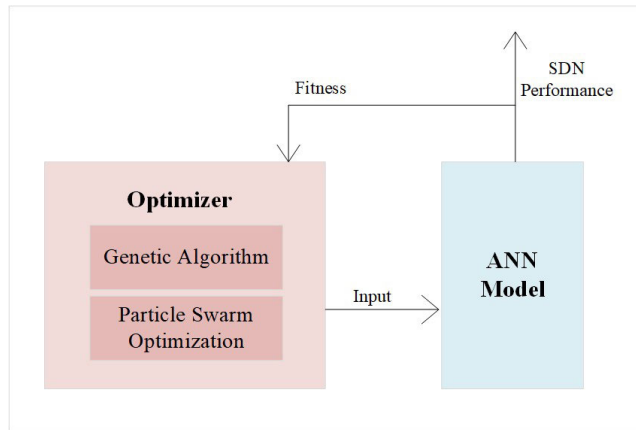 SDN
Performance
Fitness
Optimizer
Genetic Algorithm
Particle Swarm
Optimization
Input
ANN
Model